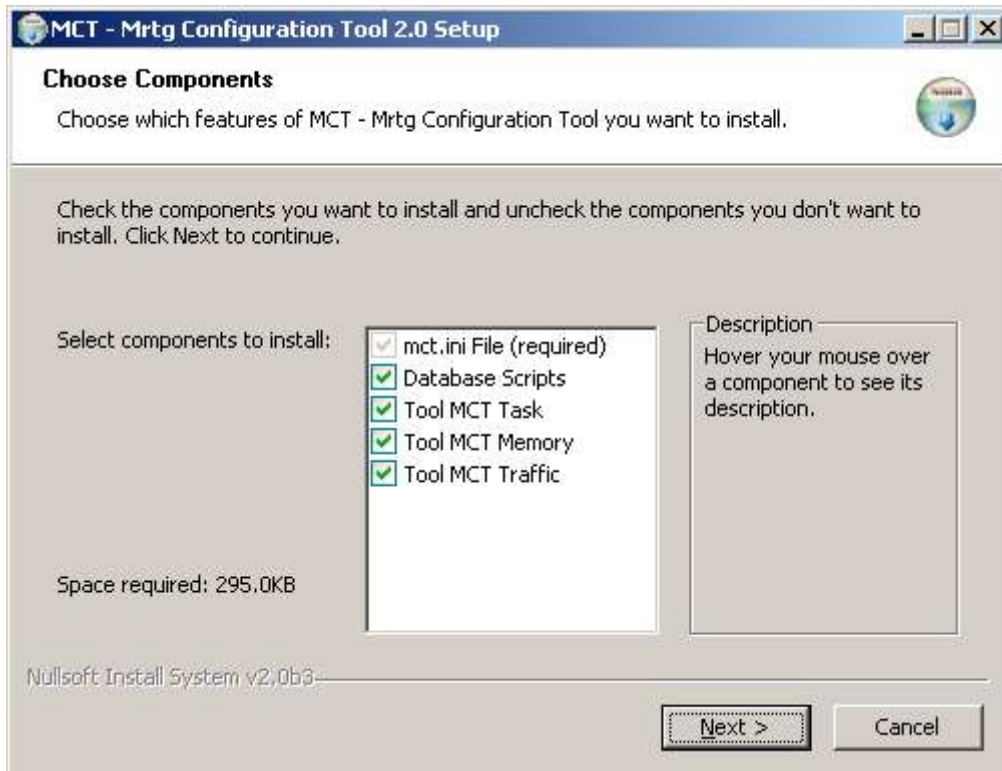 MCT - Mrtg Configuration Tool 2.0 Setup
Choose Components
Choose which features of MCT - Mrtg Configuration Tool you want to install.
Check the components you want to install and uncheck the components you don't want to
install. Click Next to continue.
Select components to install:
mct.ini File (required)
Database Scripts
Tool MCT Task
Tool MCT Memory
Tool MCT Traffic
Description
Hover your mouse over
a component to see its
description.
Space required: 295.0KB
Nullsoft Install System v2.0b3
Next >
Cancel